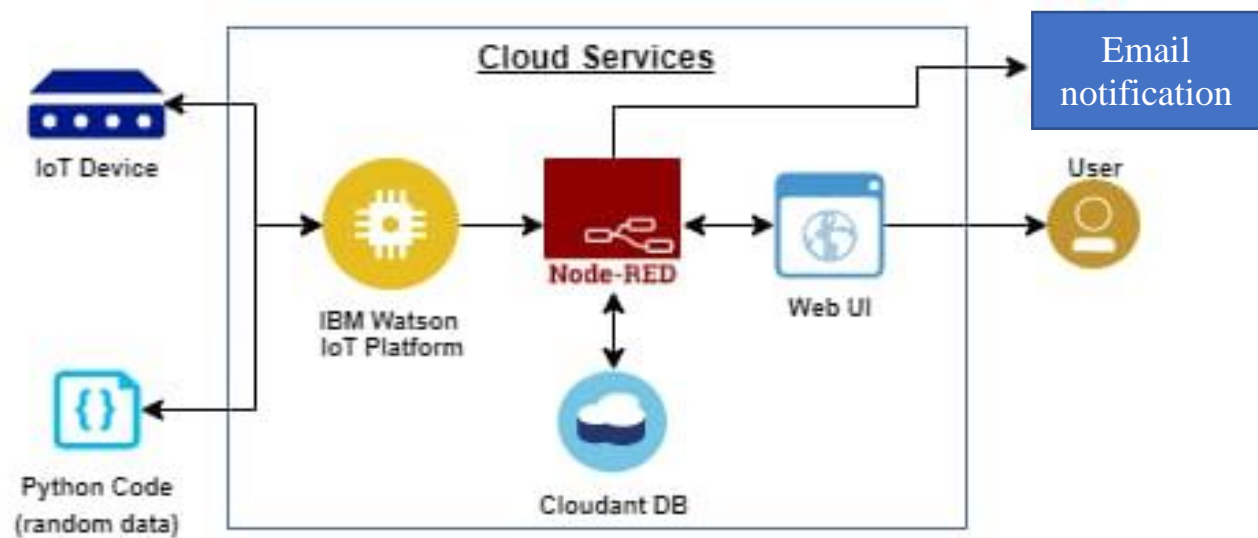 Cloud Services
Email
notification
IoT Device
User
Node-RED
Web UI
IBM Watson
IoT Platform
{ }
Python Code
(random data)
Cloudant DB